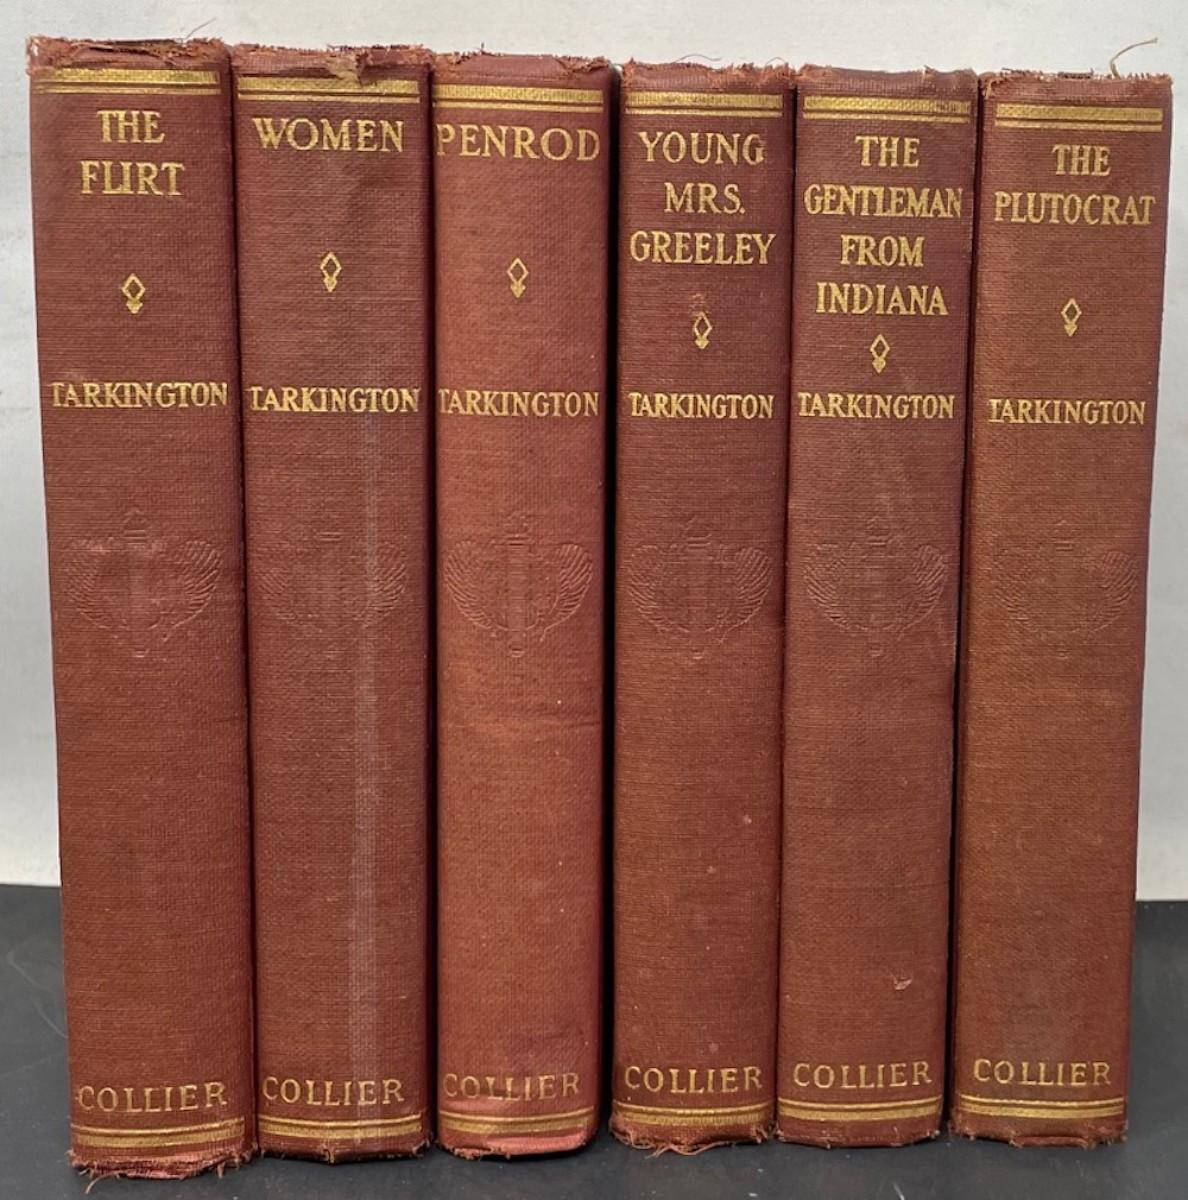 THE
FLIRT
TARKINGTON
COLLIER
WOMEN
TARKINGTON
COLLIER
PENROD
TARKINGTON
COLLIER
YOUNG
MRS.
GREELEY
TARKINGTON
COLLIER
THE
GENTLEMAN
FROM
INDIANA
TARKINGTON
COLLIER
THE
PLUTOCRAT
TARKINGTON
COLLIER